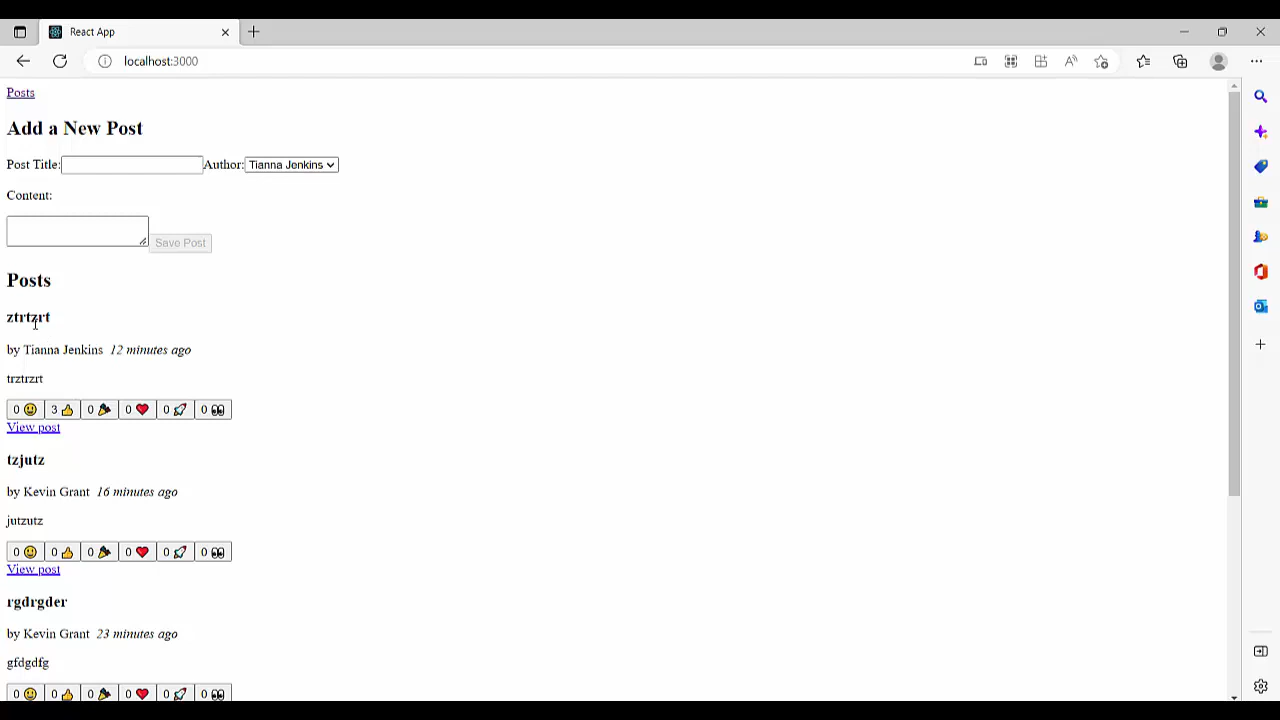 React App
localhost:3000
Posts
Add a New Post
Post Title: Author: Tianna Jenkins
Content:
Save Post
Posts
ztrtzrt
by Tianna Jenkins 12 minutes ago
trztrzrt
0 🙂 3 👍 0 🎉 0 ❤️ 0 🚀 0 👀
View post
tzjutz
by Kevin Grant 16 minutes ago
jutzutz
0 🙂 0 👍 0 🎉 0 ❤️ 0 🚀 0 👀
View post
rgdrgder
by Kevin Grant 23 minutes ago
gfdgdfg
0 🙂 0 👍 0 🎉 0 ❤️ 0 🚀 0 👀